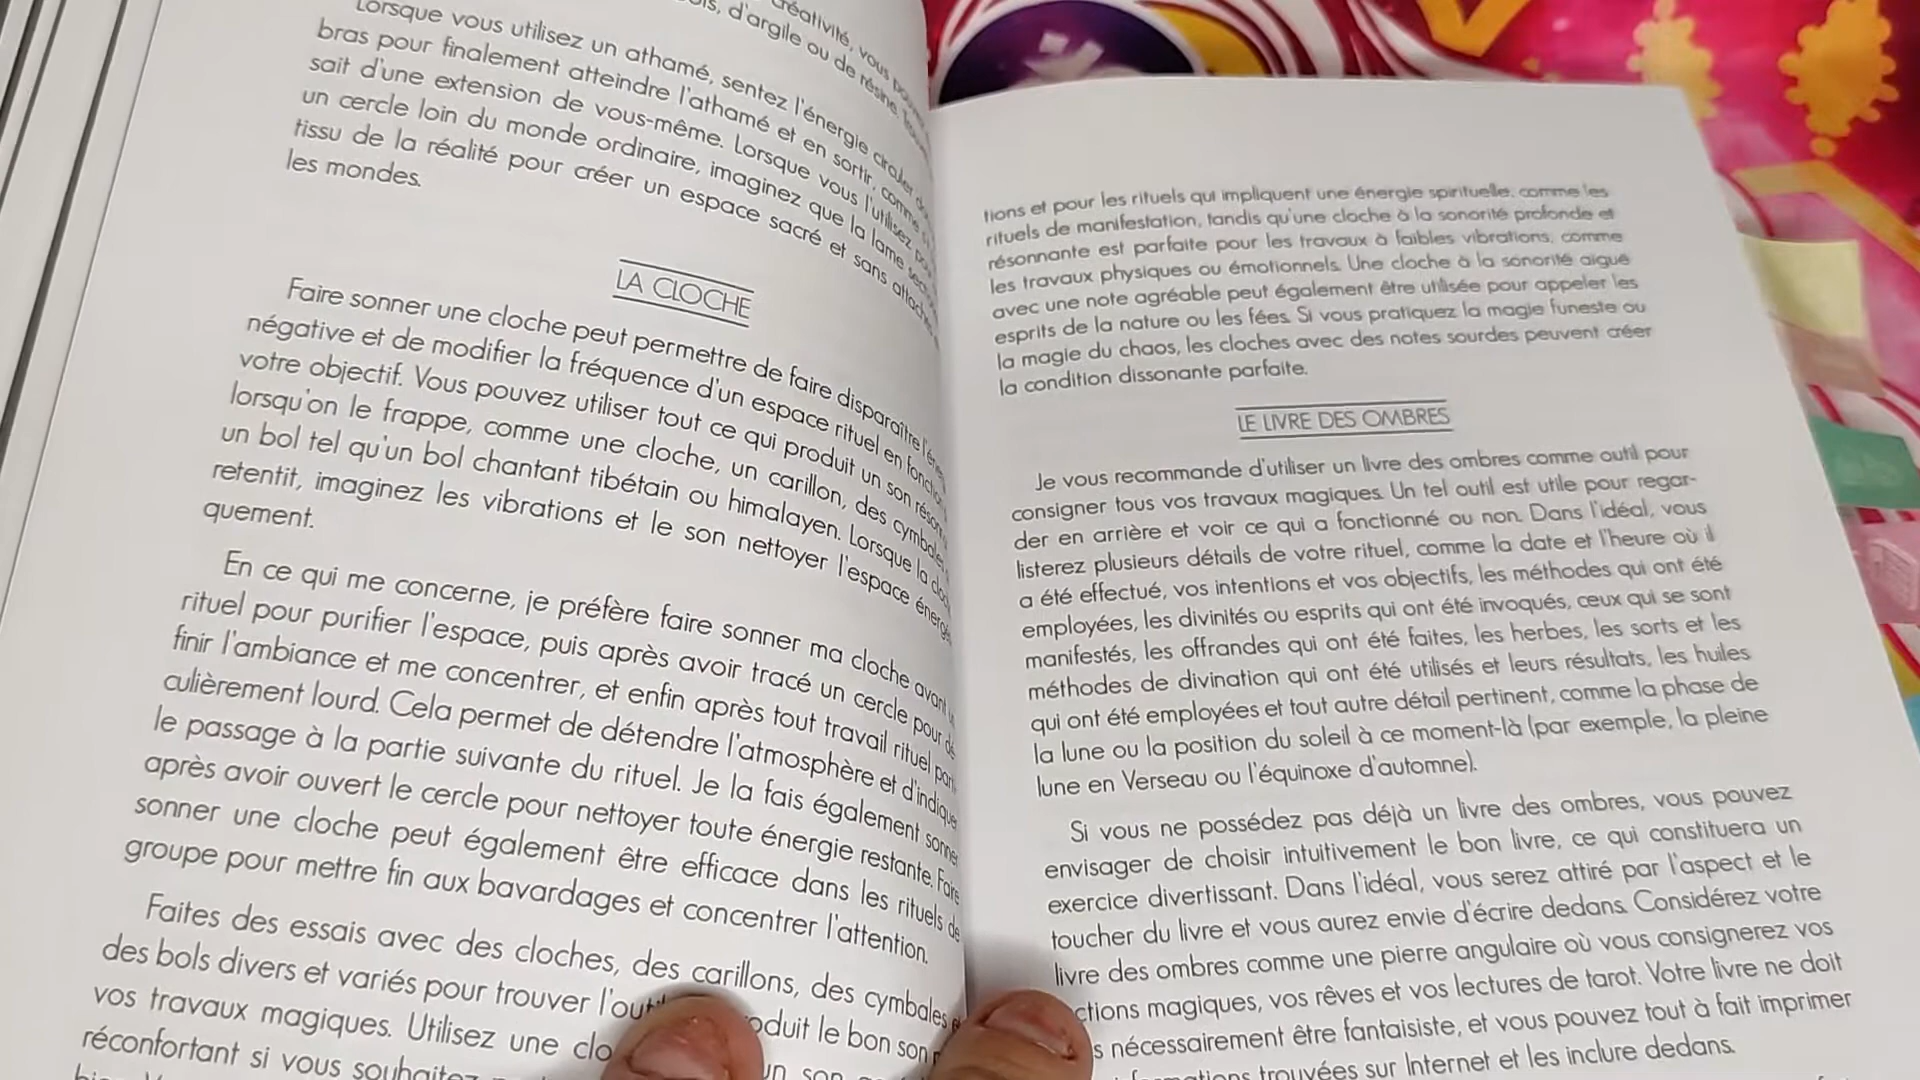 créativité, vous
d'argile ou de résine.
Lorsque vous utilisez un athamé, sentez l'énergie circuler
bras pour finalement atteindre l'athamé et en sortir, comme
sait d'une extension de vous-même. Lorsque vous l'utilisez
un cercle loin du monde ordinaire, imaginez que la lame
tissu de la réalité pour créer un espace sacré et sans
les mondes.
LA CLOCHE
Faire sonner une cloche peut permettre de faire disparaître
négative et de modifier la fréquence d'un espace rituel en
votre objectif. Vous pouvez utiliser tout ce qui produit un son
lorsqu'on le frappe, comme une cloche, un carillon, des cymbales
un bol tel qu'un bol chantant tibétain ou himalayen. Lorsque la
retentit, imaginez les vibrations et le son nettoyer l'espace
quement.
En ce qui me concerne, je préfère faire sonner ma cloche avant
rituel pour purifier l'espace, puis après avoir tracé un cercle pour dé-
finir l'ambiance et me concentrer, et enfin après tout travail rituel
culièrement lourd. Cela permet de détendre l'atmosphère et d'indiquer
le passage à la partie suivante du rituel. Je la fais également sonner
après avoir ouvert le cercle pour nettoyer toute énergie restante. Faire
sonner une cloche peut également être efficace dans les rituels de
groupe pour mettre fin aux bavardages et concentrer l'attention.
Faites des essais avec des cloches, des carillons, des cymbales
des bols divers et variés pour trouver l'outil duit le bon son
vos travaux magiques. Utilisez une clo
réconfortant si vous souhaitez un son
tions et pour les rituels qui impliquent une énergie spirituelle, comme les
rituels de manifestation, tandis qu'une cloche à la sonorité profonde et
résonnante est parfaite pour les travaux à faibles vibrations, comme
les travaux physiques ou émotionnels. Une cloche à la sonorité aiguë
avec une note agréable peut également être utilisée pour appeler les
esprits de la nature ou les fées. Si vous pratiquez la magie funeste ou
la magie du chaos, les cloches avec des notes sourdes peuvent créer
la condition dissonante parfaite.
LE LIVRE DES OMBRES
Je vous recommande d'utiliser un livre des ombres comme outil pour
consigner tous vos travaux magiques. Un tel outil est utile pour regar-
der en arrière et voir ce qui a fonctionné ou non. Dans l'idéal, vous
listerez plusieurs détails de votre rituel, comme la date et l'heure où il
a été effectué, vos intentions et vos objectifs, les méthodes qui ont été
employées, les divinités ou esprits qui ont été invoqués, ceux qui se sont
manifestés, les offrandes qui ont été faites, les herbes, les sorts et les
méthodes de divination qui ont été utilisés et leurs résultats, les huiles
qui ont été employées et tout autre détail pertinent, comme la phase de
la lune ou la position du soleil à ce moment-là (par exemple, la pleine
lune en Verseau ou l'équinoxe d'automne).
Si vous ne possédez pas déjà un livre des ombres, vous pouvez
envisager de choisir intuitivement le bon livre, ce qui constituera un
exercice divertissant. Dans l'idéal, vous serez attiré par l'aspect et le
toucher du livre et vous aurez envie d'écrire dedans. Considérez votre
livre des ombres comme une pierre angulaire où vous consignerez vos
ctions magiques, vos rêves et vos lectures de tarot. Votre livre ne doit
s nécessairement être fantaisiste, et vous pouvez tout à fait imprimer
formations trouvées sur Internet et les inclure dedans.